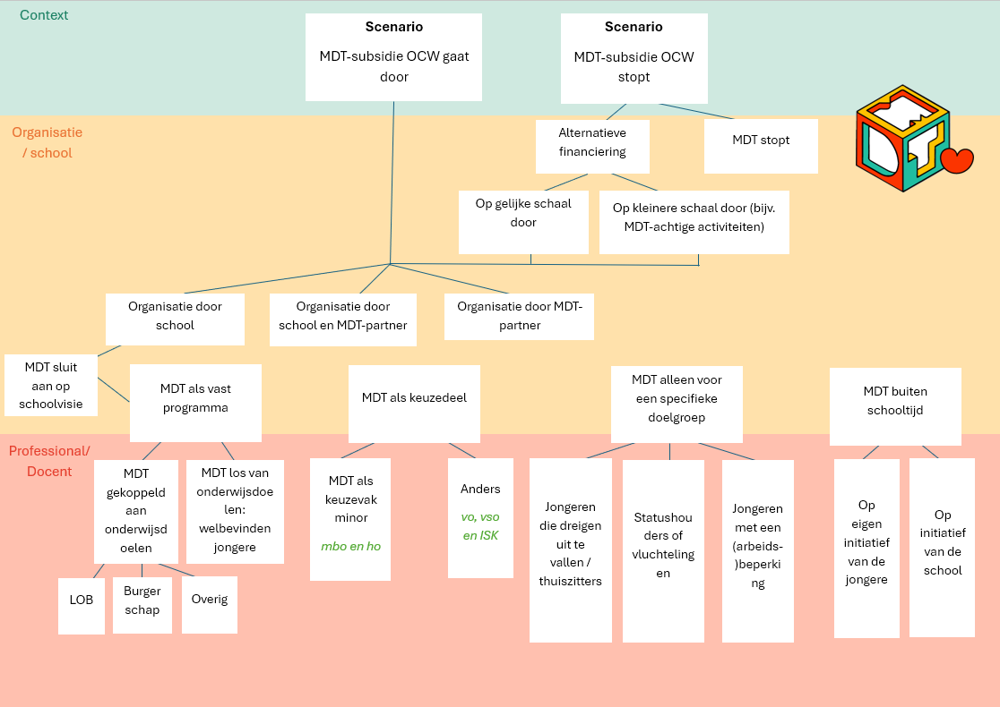 Context
Scenario
MDT-subsidie OCW gaat
door
Scenario
MDT-subsidie OCW
stopt
Organisatie
/ school
Alternatieve
financiering
MDT stopt
Op gelijke schaal
door
Op kleinere schaal door (bijv.
MDT-achtige activiteiten)
Organisatie door
school
Organisatie door
school en MDT-partner
Organisatie door MDT-
partner
MDT sluit
aan op
schoolvisie
MDT als vast
programma
MDT als keuzedeel
MDT alleen voor
een specifieke
doelgroep
MDT buiten
schooltijd
Professional/
Docent
MDT
gekoppeld
aan
onderwijsd
oelen
MDT los van
onderwijsdoe
len:
welbevinden
jongere
MDT als
keuzevak
minor
mbo en ho
Anders
vo, vso
en ISK
Jongeren
die dreigen
uit te
vallen /
thuiszitters
Statushou
ders of
vluchteling
en
Jongeren
met een
(arbeids-
)beperki
ng
Op
eigen
initiatief
van de
jongere
Op
initiatief
van de
school
LOB
Burger
schap
Overig